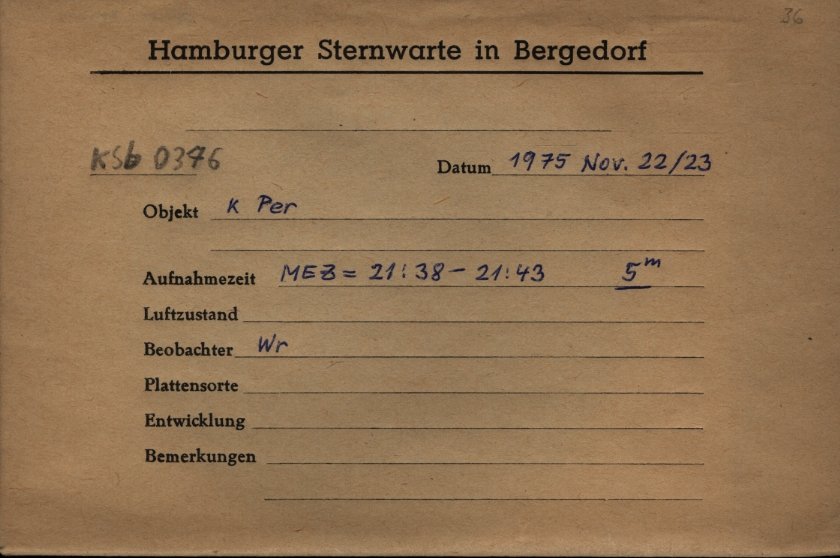 36
Hamburger Sternwarte in Bergedorf
KSb 0376 Datum 1975 Nov. 22/23
Objekt K Per
Aufnahmezeit MEZ = 21:38 - 21:43 5m
Luftzustand
Beobachter Wr
Plattensorte
Entwicklung
Bemerkungen